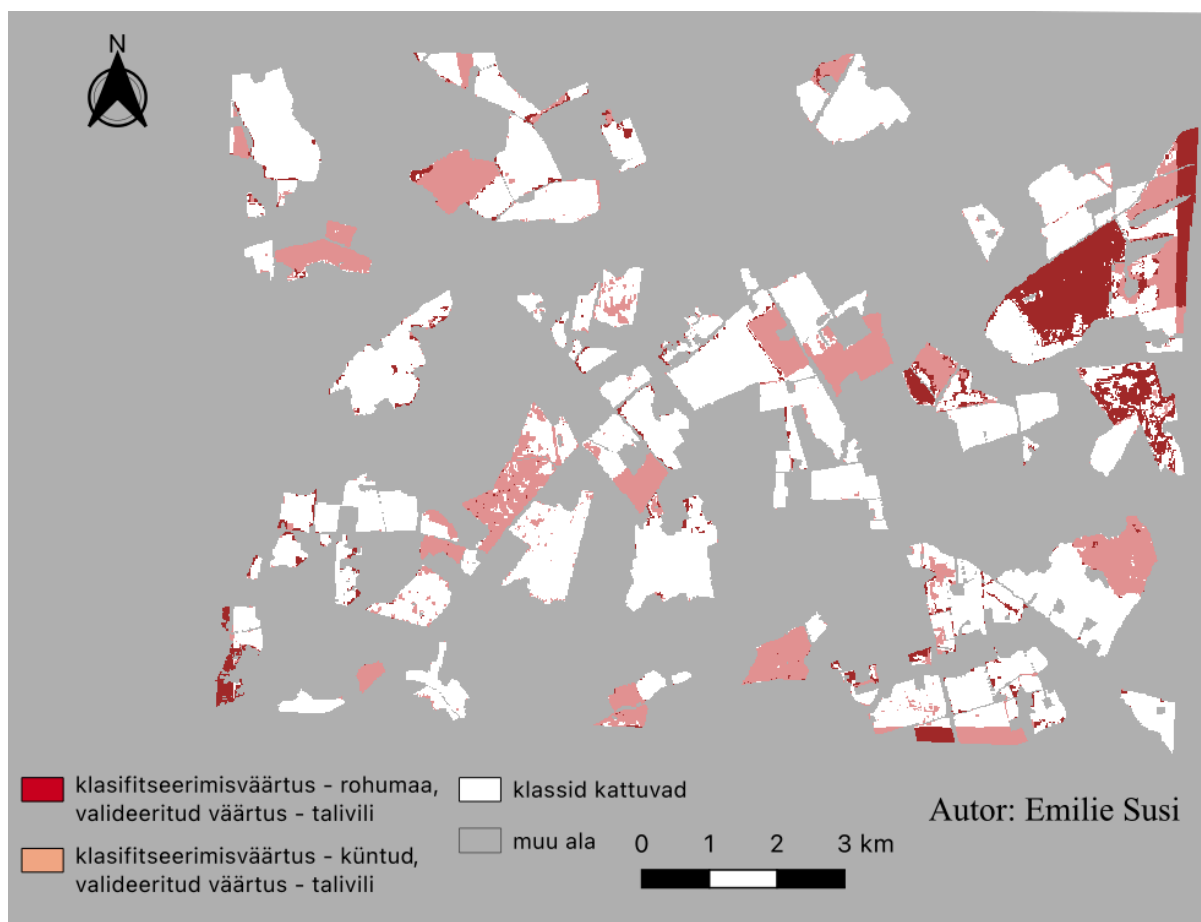 N
klasifitseerimisväärtus - rohumaa,
valideeritud väärtus - talivili
klasifitseerimisväärtus - küntud,
valideeritud väärtus - talivili
klassid kattuvad
muu ala
0 1 2 3 km
Autor: Emilie Susi